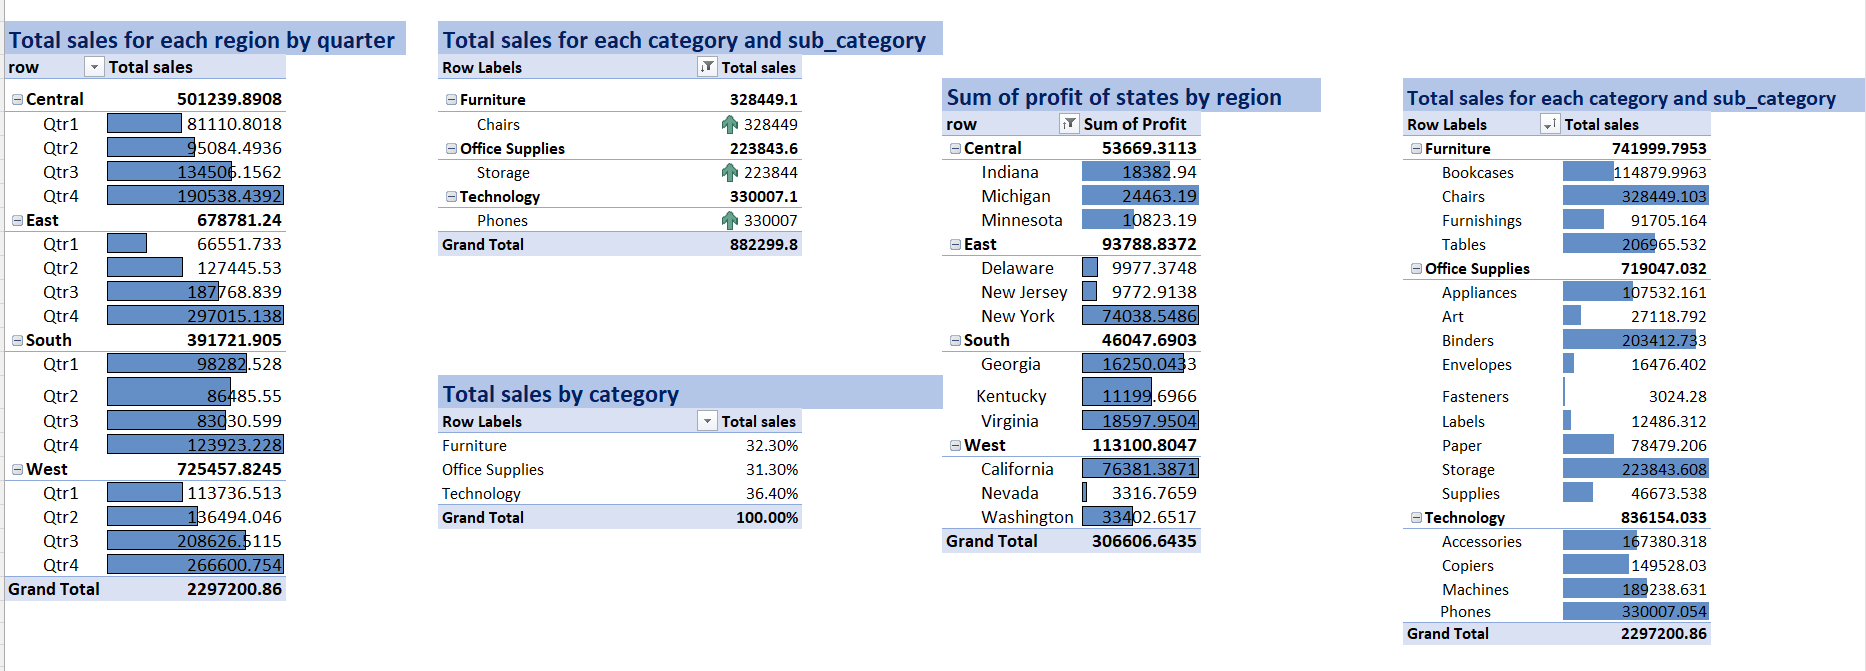 Total sales for each region by quarter
row Total sales
Central 501239.8908
Qtr1 81110.8018
Qtr2 95084.4936
Qtr3 134506.1562
Qtr4 190538.4392
East 678781.24
Qtr1 66551.733
Qtr2 127445.53
Qtr3 187768.839
Qtr4 297015.138
South 391721.905
Qtr1 98282.528
Qtr2 86485.55
Qtr3 83030.599
Qtr4 123923.228
West 725457.8245
Qtr1 113736.513
Qtr2 136494.046
Qtr3 208626.5115
Qtr4 266600.754
Grand Total 2297200.86
Total sales for each category and sub_category
Row Labels Total sales
Furniture 328449.1
Chairs 328449
Office Supplies 223843.6
Storage 223844
Technology 330007.1
Phones 330007
Grand Total 882299.8
Total sales by category
Row Labels Total sales
Furniture 32.30%
Office Supplies 31.30%
Technology 36.40%
Grand Total 100.00%
Sum of profit of states by region
row Sum of Profit
Central 53669.3113
Indiana 18382.94
Michigan 24463.19
Minnesota 10823.19
East 93788.8372
Delaware 9977.3748
New Jersey 9772.9138
New York 74038.5486
South 46047.6903
Georgia 16250.0433
Kentucky 11199.6966
Virginia 18597.9504
West 113100.8047
California 76381.3871
Nevada 3316.7659
Washington 33402.6517
Grand Total 306606.6435
Total sales for each category and sub_category
Row Labels Total sales
Furniture 741999.7953
Bookcases 114879.9963
Chairs 328449.103
Furnishings 91705.164
Tables 206965.532
Office Supplies 719047.032
Appliances 107532.161
Art 27118.792
Binders 203412.733
Envelopes 16476.402
Fasteners 3024.28
Labels 12486.312
Paper 78479.206
Storage 223843.608
Supplies 46673.538
Technology 836154.033
Accessories 167380.318
Copiers 149528.03
Machines 189238.631
Phones 330007.054
Grand Total 2297200.86